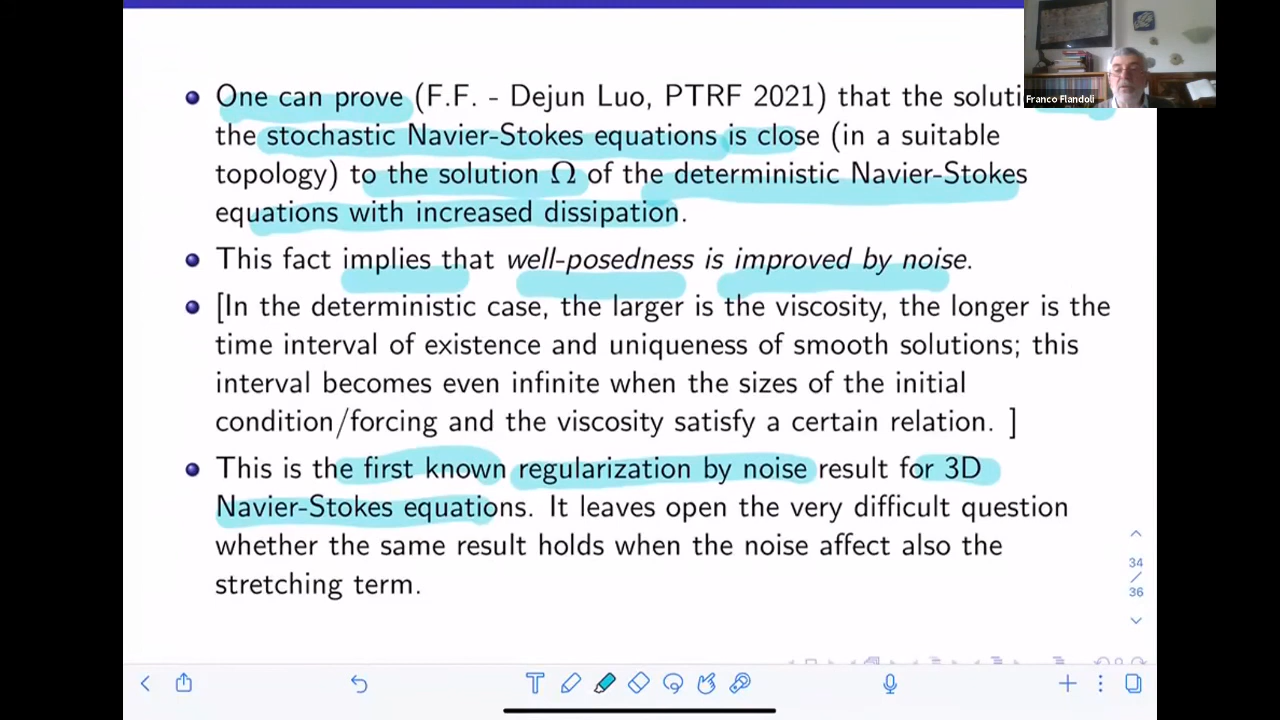 One can prove (F.F. - Dejun Luo, PTRF 2021) that the soluti
the stochastic Navier-Stokes equations is close (in a suitable
topology) to the solution Ω of the deterministic Navier-Stokes
equations with increased dissipation.
This fact implies that well-posedness is improved by noise.
[In the deterministic case, the larger is the viscosity, the longer is the
time interval of existence and uniqueness of smooth solutions; this
interval becomes even infinite when the sizes of the initial
condition/forcing and the viscosity satisfy a certain relation. ]
This is the first known regularization by noise result for 3D
Navier-Stokes equations. It leaves open the very difficult question
whether the same result holds when the noise affect also the
stretching term.
Franco Flandoli
34
/
36